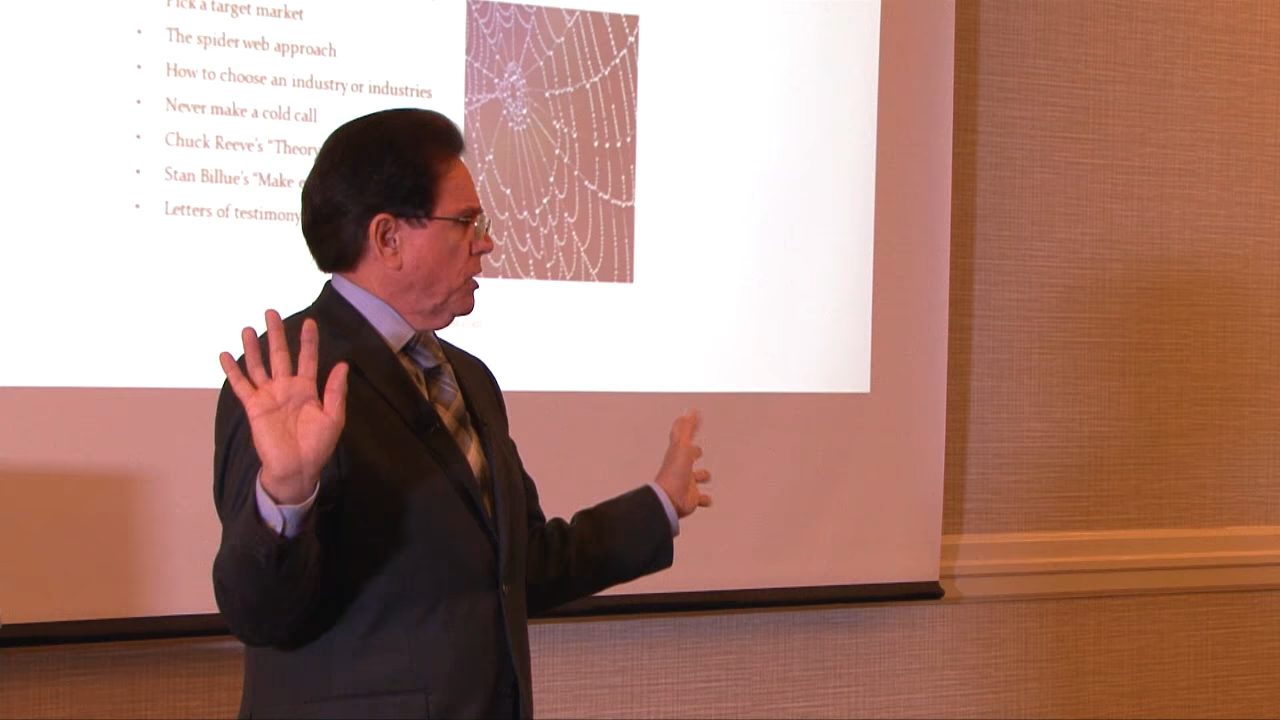 Pick a target market
The spider web approach
How to choose an industry or industries
Never make a cold call
Chuck Reeve's "Theory
Stan Billue's "Make
Letters of testimony